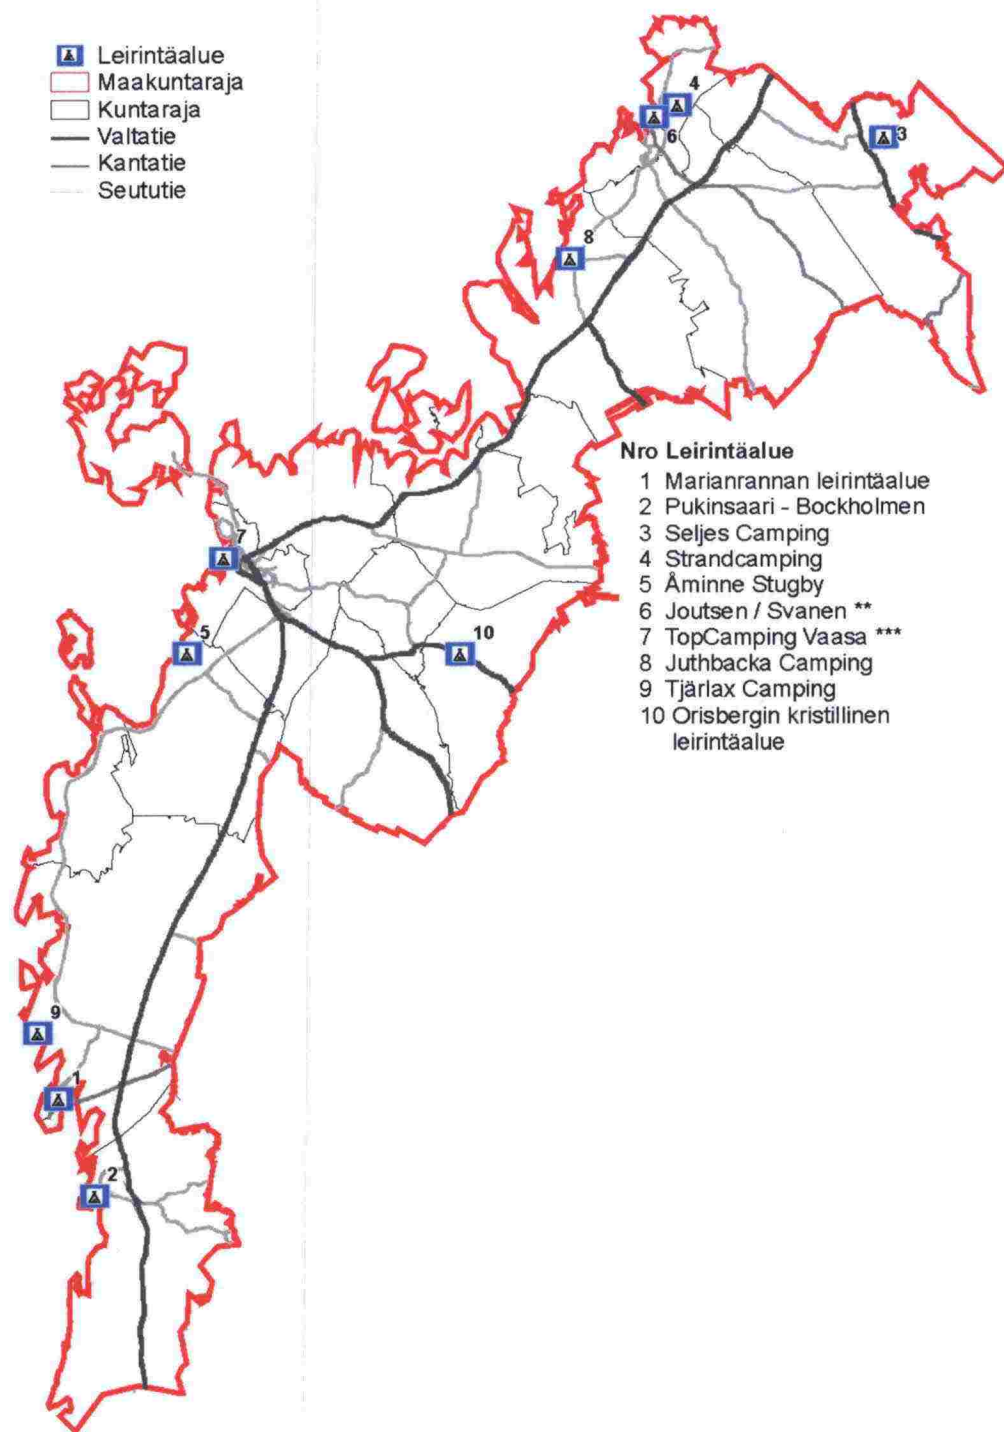 Leirintäalue
Maakuntaraja
Kuntaraja
Valtatie
Kantatie
Seututie
4
3
6
8
7
5
10
9
1
2
Nro Leirintäalue
1 Marianrannan leirintäalue
2 Pukinsaari - Bockholmen
3 Seljes Camping
4 Strandcamping
5 Åminne Stugby
6 Joutsen / Svanen **
7 TopCamping Vaasa ***
8 Juthbacka Camping
9 Tjärlax Camping
10 Orisbergin kristillinen
leirintäalue